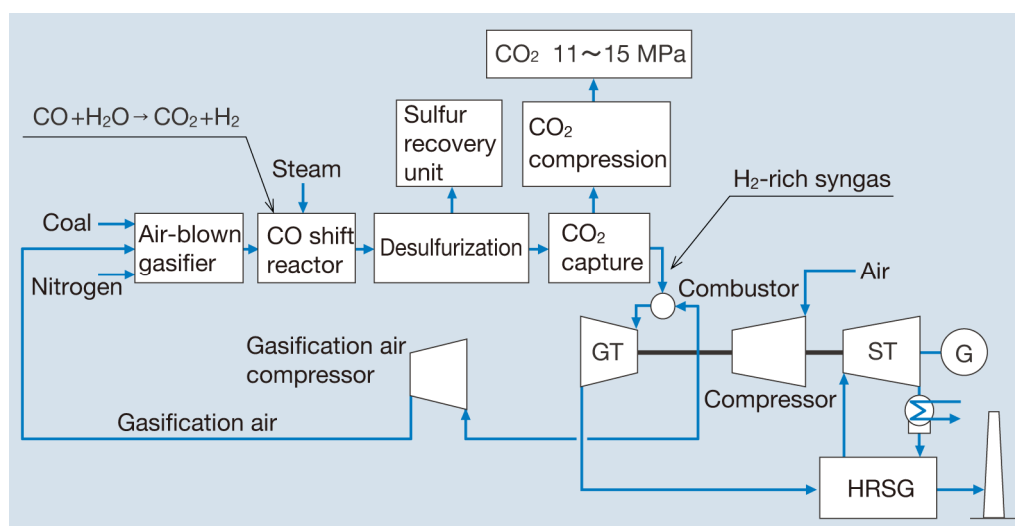 CO₂ 11～15 MPa
CO+H₂O→CO₂+H₂
Sulfur
recovery
unit
CO₂
compression
Steam
H₂-rich syngas
Coal
Air-blown
gasifier
CO shift
reactor
Desulfurization
CO₂
capture
Nitrogen
Combustor
Air
Gasification air
compressor
GT
ST
G
Compressor
Gasification air
HRSG